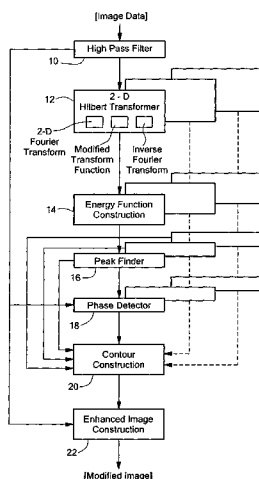 [Image Data]
High Pass Filter
10
2 - D
Hilbert Transformer
12
2-D
Fourier
Transform
Modified
Transform
Function
Inverse
Fourier
Transform
Energy Function
Construction
14
Peak Finder
16
Phase Detector
18
Contour
Construction
20
Enhanced Image
Construction
22
[Modified image]